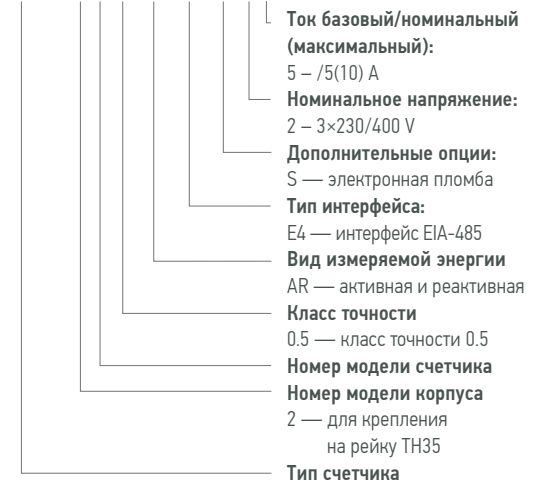 Ток базовый/номинальный
(максимальный):
5 – /5(10) А
Номинальное напряжение:
2 – 3×230/400 V
Дополнительные опции:
S — электронная пломба
Тип интерфейса:
E4 — интерфейс EIA-485
Вид измеряемой энергии
AR — активная и реактивная
Класс точности
0.5 — класс точности 0.5
Номер модели счетчика
Номер модели корпуса
2 — для крепления
на рейку TH35
Тип счетчика